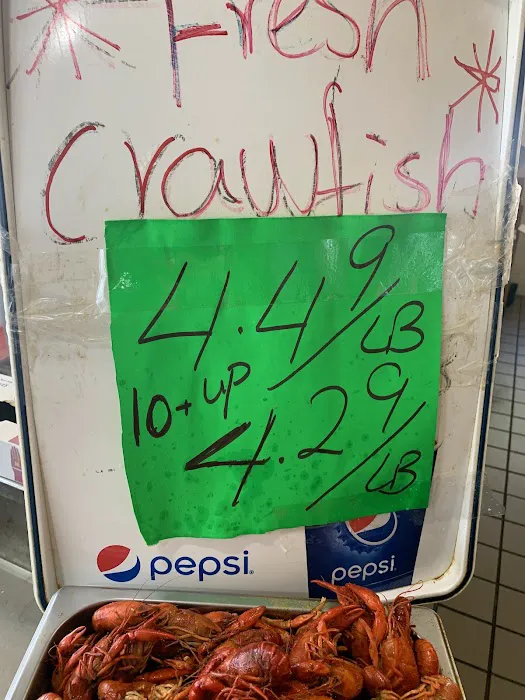 * Fresh
Crawfish *
4.49/LB
10+ up
4.29/LB
pepsi®
pepsi